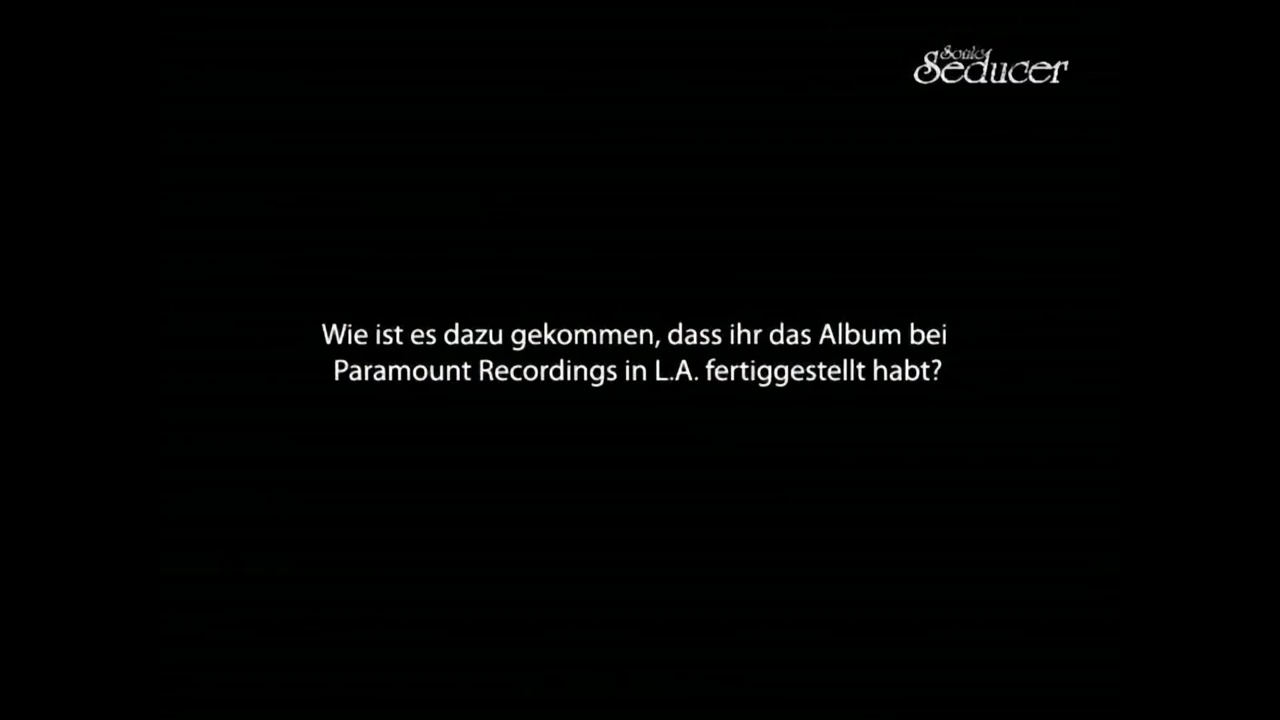 Sonic
Seducer
Wie ist es dazu gekommen, dass ihr das Album bei
Paramount Recordings in L.A. fertiggestellt habt?